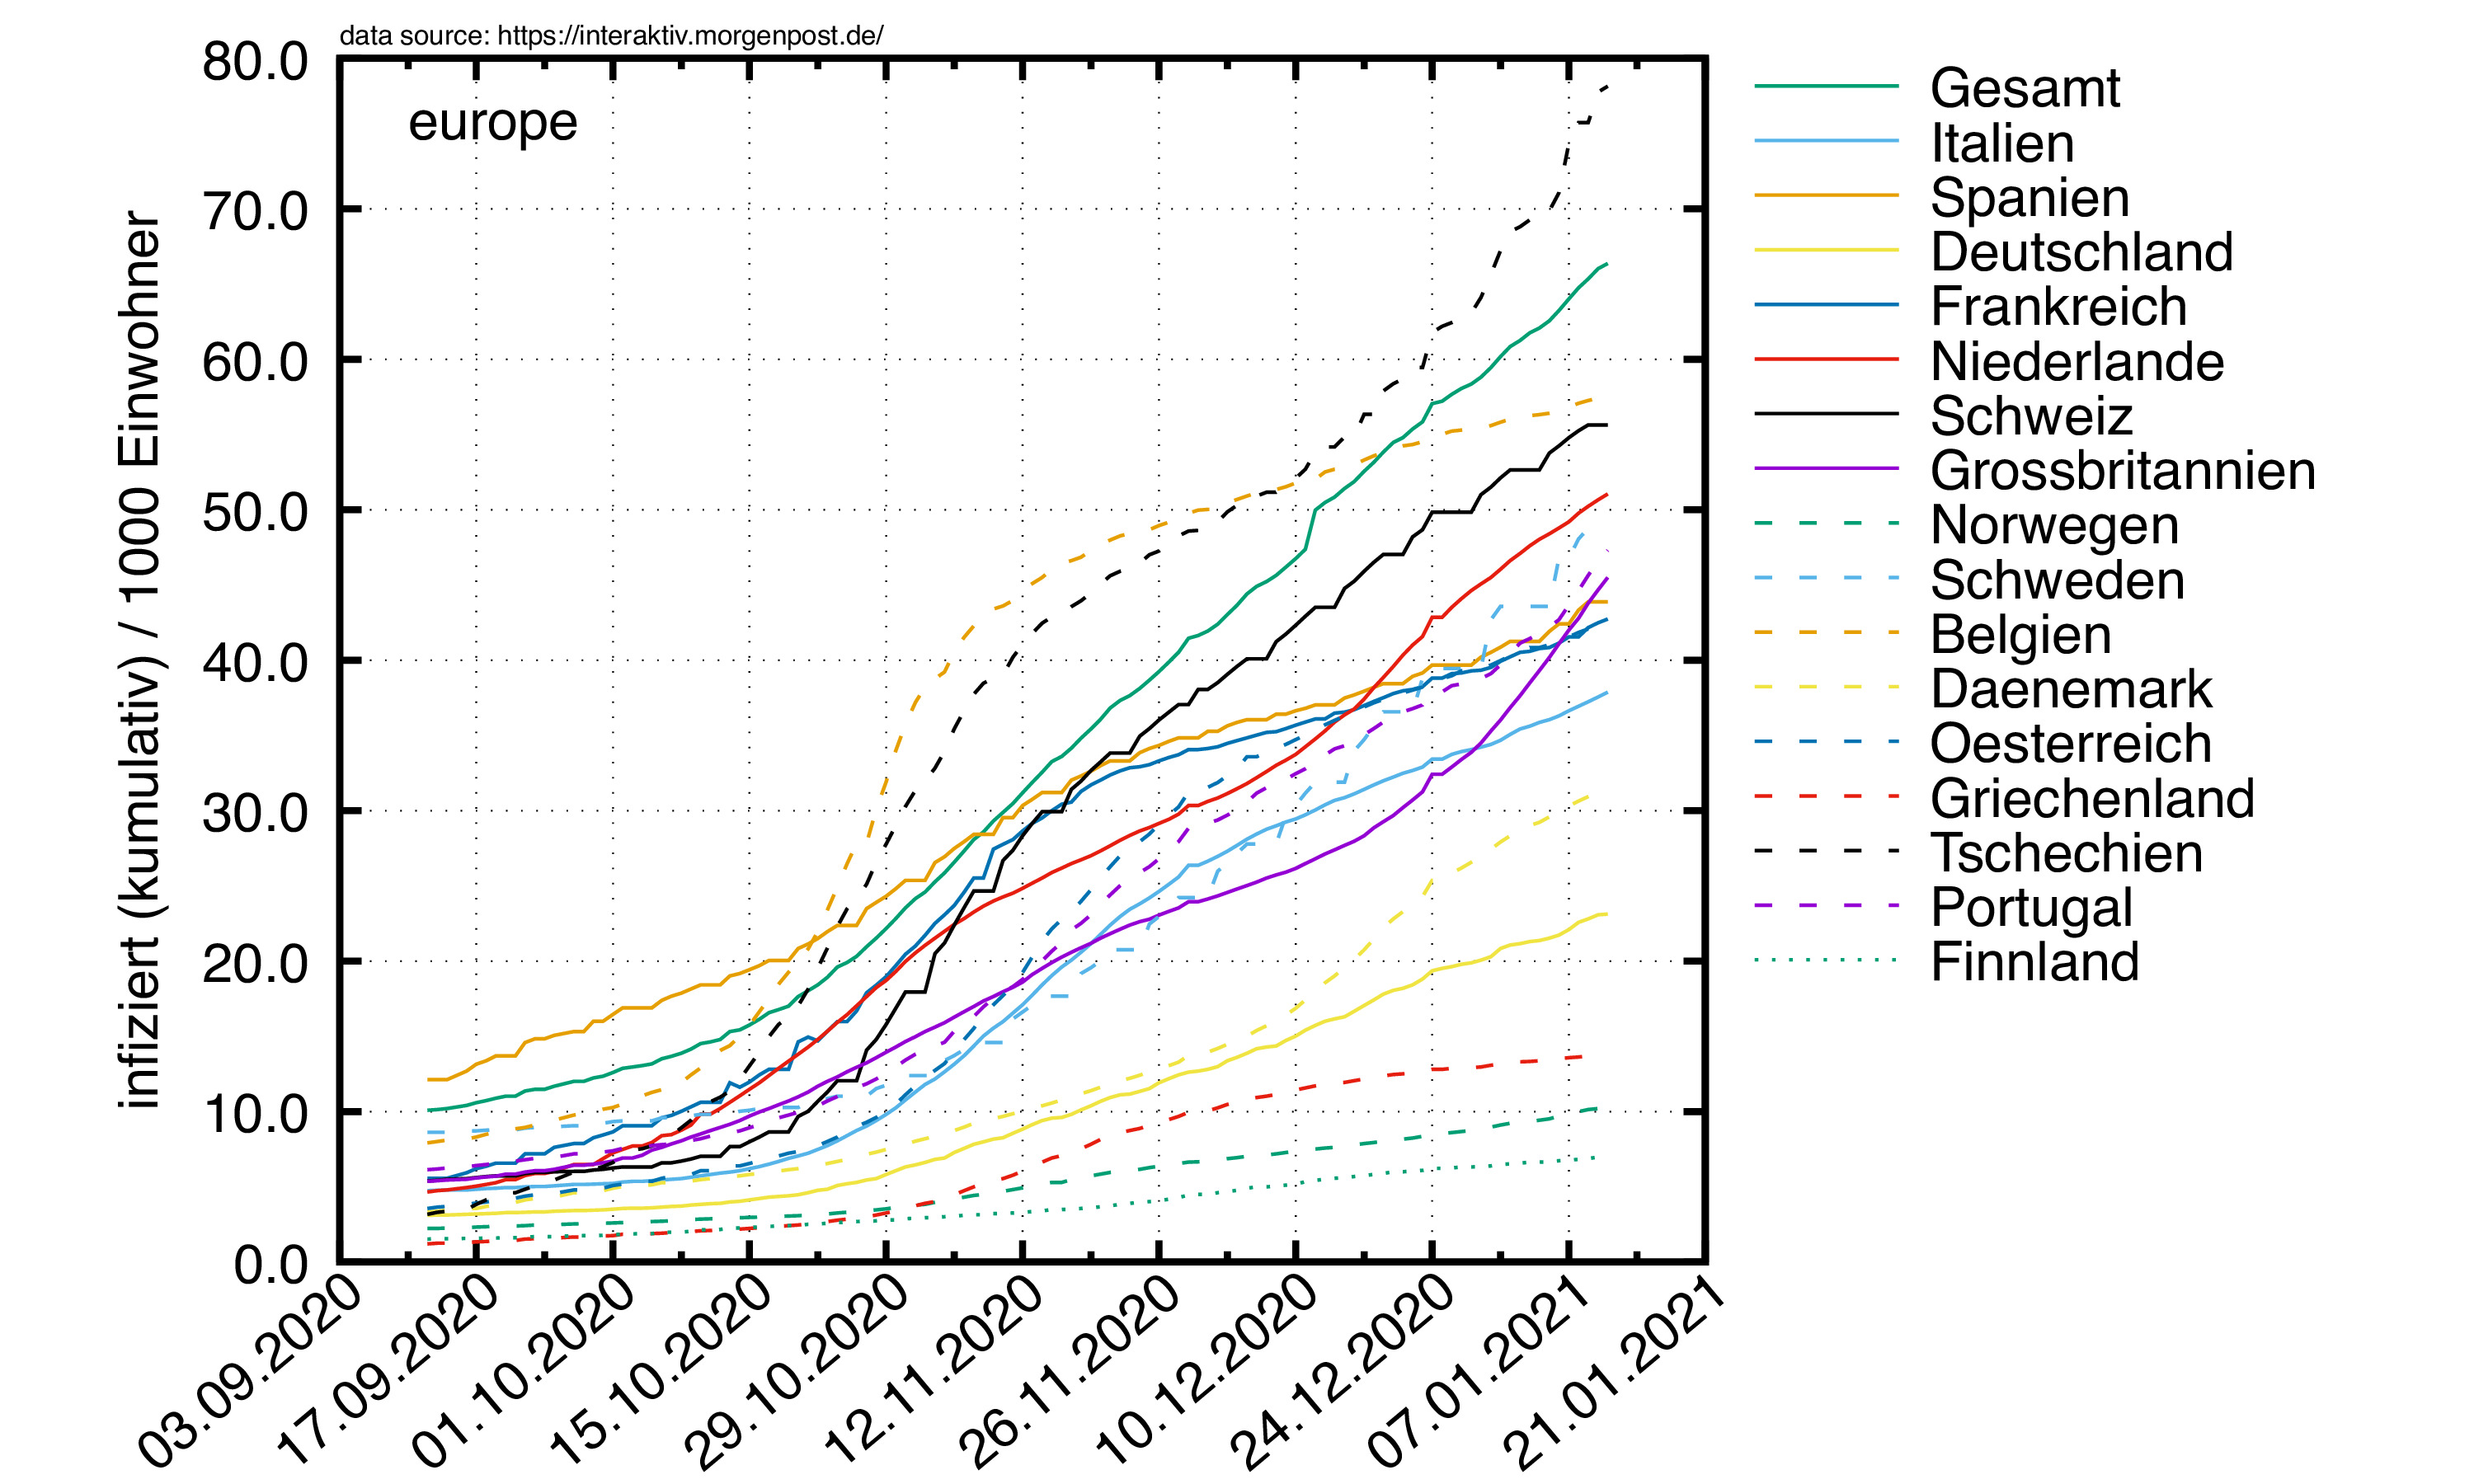 data source: https://interaktiv.morgenpost.de/
europe
infiziert (kumulativ) / 1000 Einwohner
80.0
70.0
60.0
50.0
40.0
30.0
20.0
10.0
0.0
03.09.2020
17.09.2020
01.10.2020
15.10.2020
29.10.2020
12.11.2020
26.11.2020
10.12.2020
24.12.2020
07.01.2021
21.01.2021
Gesamt
Italien
Spanien
Deutschland
Frankreich
Niederlande
Schweiz
Grossbritannien
Norwegen
Schweden
Belgien
Daenemark
Oesterreich
Griechenland
Tschechien
Portugal
Finnland